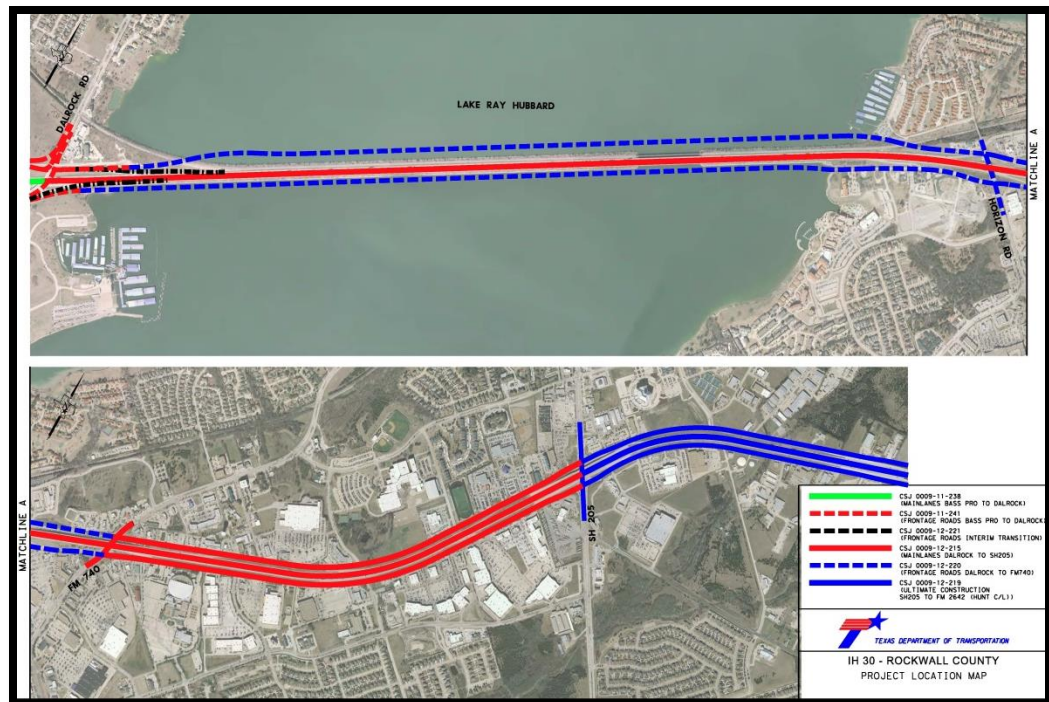 LAKE RAY HUBBARD
DALROCK RD
MATCHLINE A
HORIZON RD
MATCHLINE A
FM 740
SH 205
CSJ 0009-11-238
(MAINLANES BASS PRO TO DALROCK)
CSJ 0009-11-241
(FRONTAGE ROADS BASS PRO TO DALROCK)
CSJ 0009-12-221
(FRONTAGE ROADS INTERIM TRANSITION)
CSJ 0009-12-215
(MAINLANES DALROCK TO SH205)
CSJ 0009-12-220
(FRONTAGE ROADS DALROCK TO FM740)
CSJ 0009-12-219
(ULTIMATE CONSTRUCTION
SH205 TO FM 2642 (HUNT C/L))
TEXAS DEPARTMENT OF TRANSPORTATION
IH 30 - ROCKWALL COUNTY
PROJECT LOCATION MAP